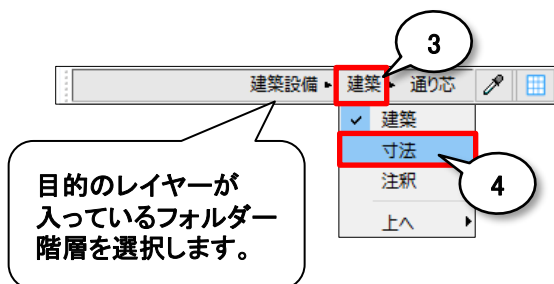 3
建築設備 ▸ 建築 ▸ 通り芯
✓ 建築
寸法
注釈
4
上へ ▸
目的のレイヤーが
入っているフォルダー
階層を選択します。